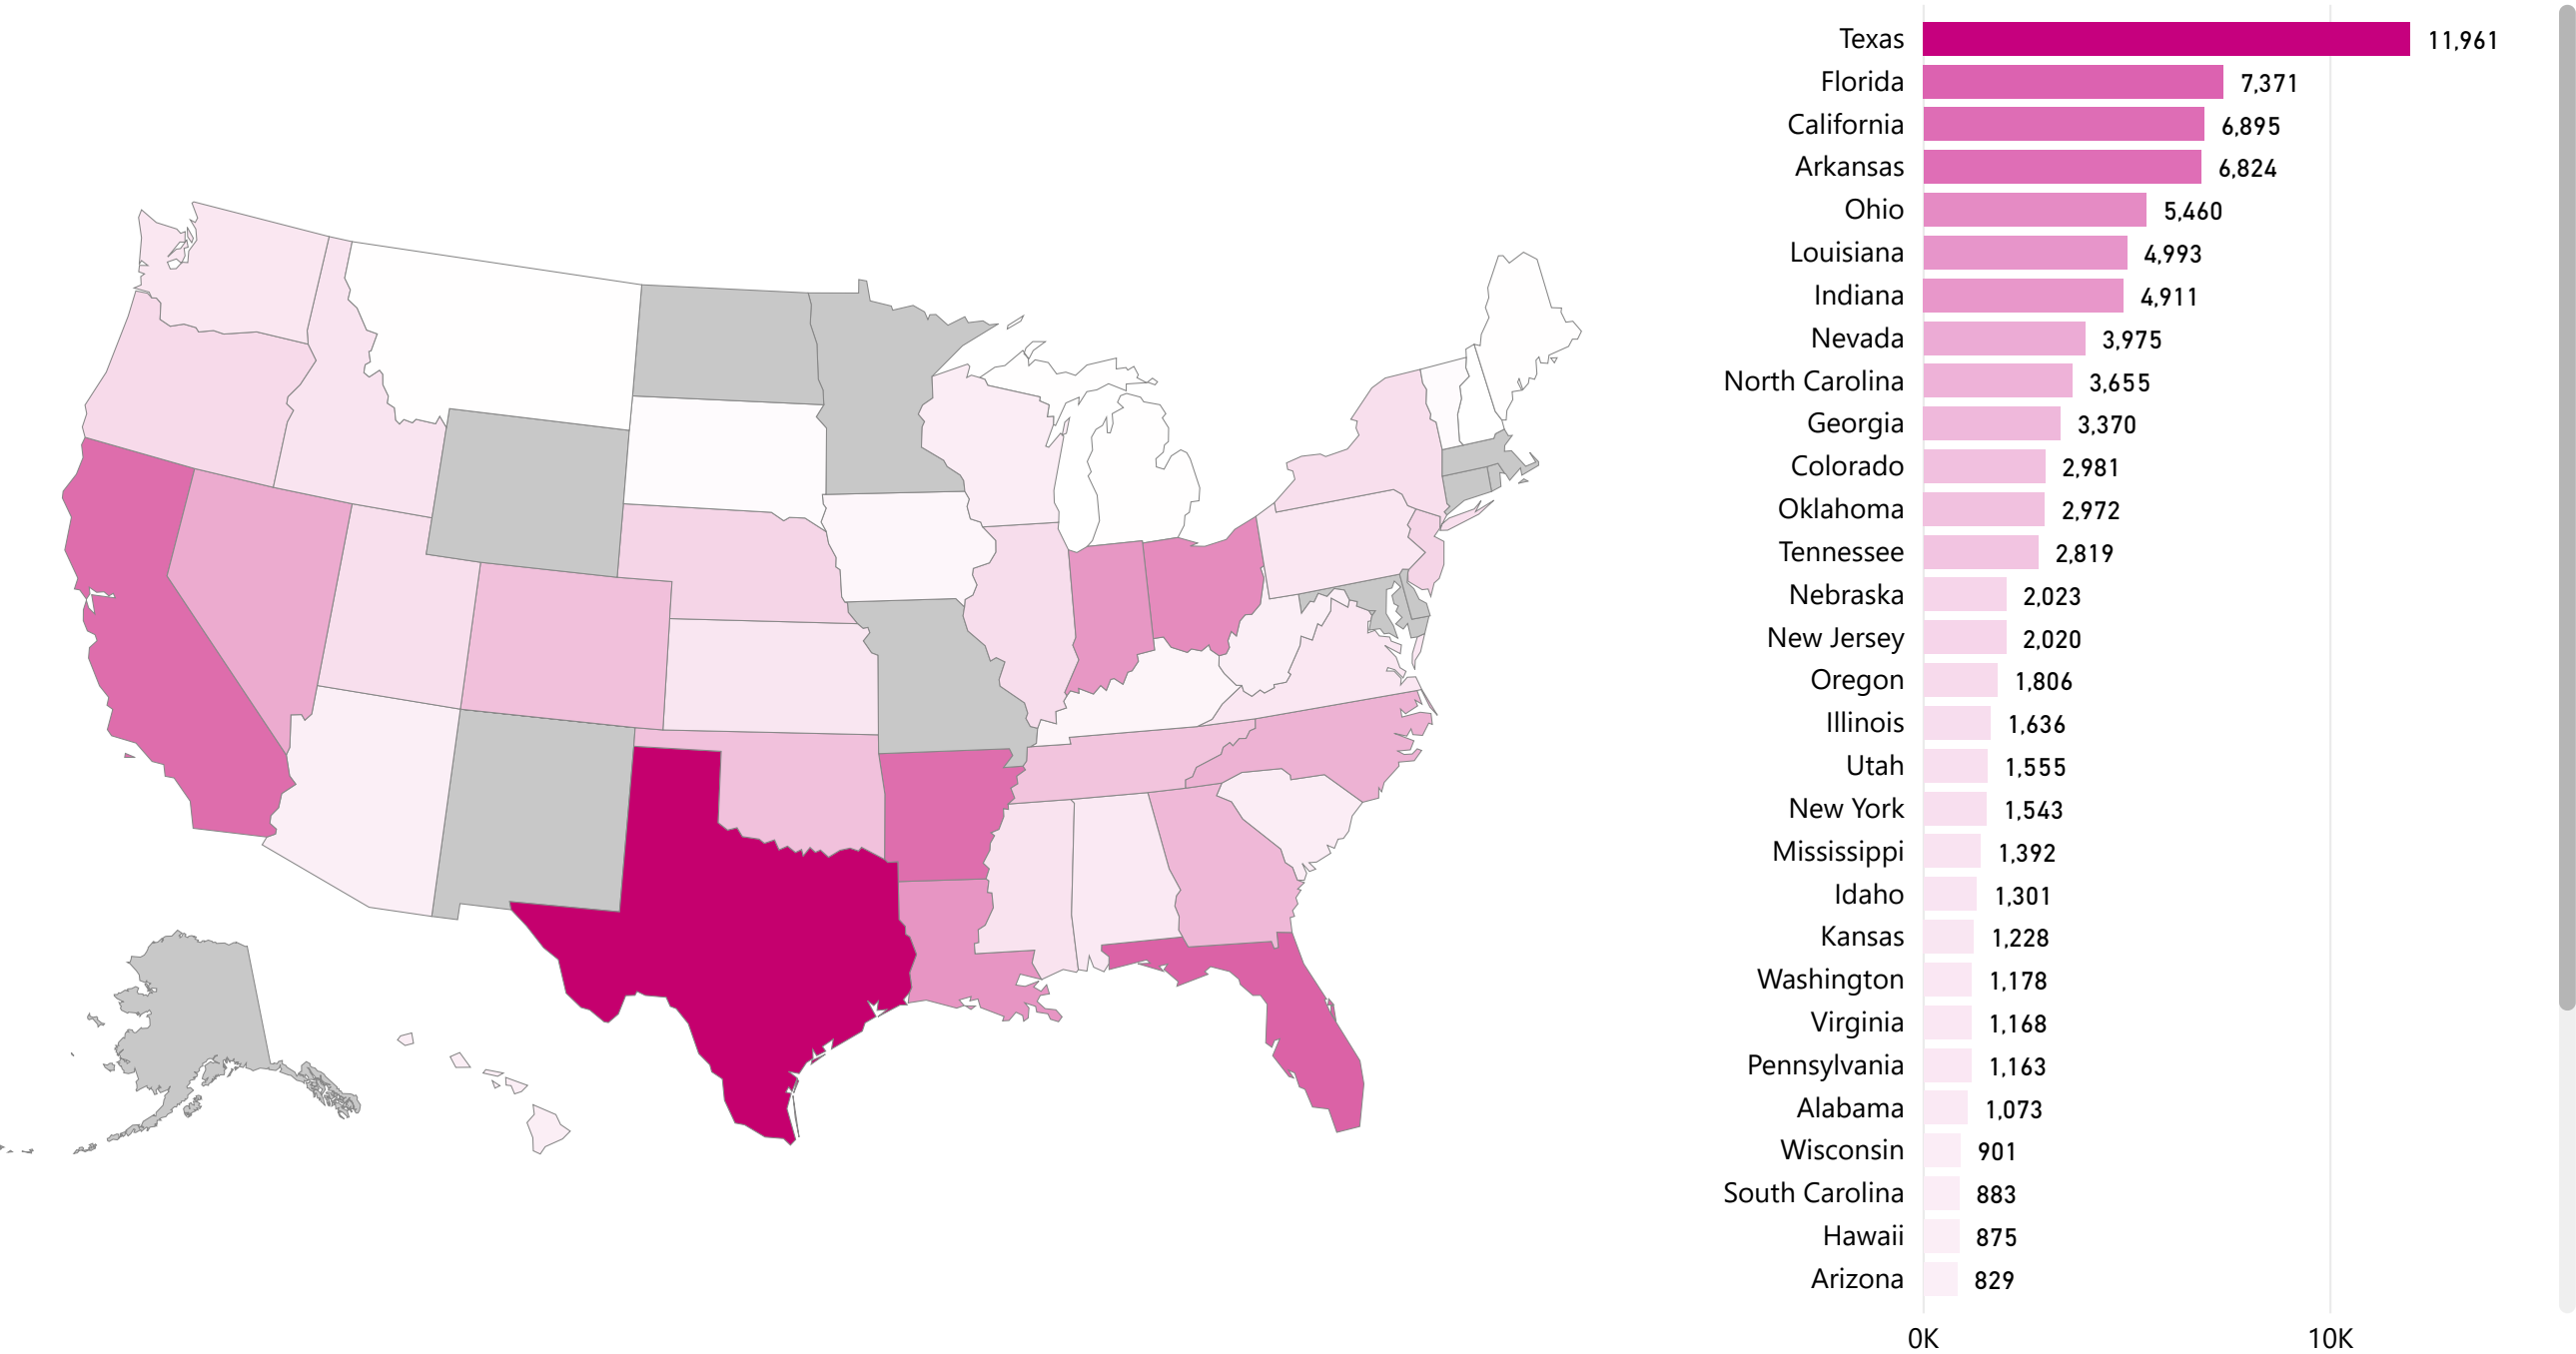 Texas 11,961
Florida 7,371
California 6,895
Arkansas 6,824
Ohio 5,460
Louisiana 4,993
Indiana 4,911
Nevada 3,975
North Carolina 3,655
Georgia 3,370
Colorado 2,981
Oklahoma 2,972
Tennessee 2,819
Nebraska 2,023
New Jersey 2,020
Oregon 1,806
Illinois 1,636
Utah 1,555
New York 1,543
Mississippi 1,392
Idaho 1,301
Kansas 1,228
Washington 1,178
Virginia 1,168
Pennsylvania 1,163
Alabama 1,073
Wisconsin 901
South Carolina 883
Hawaii 875
Arizona 829
0K 10K